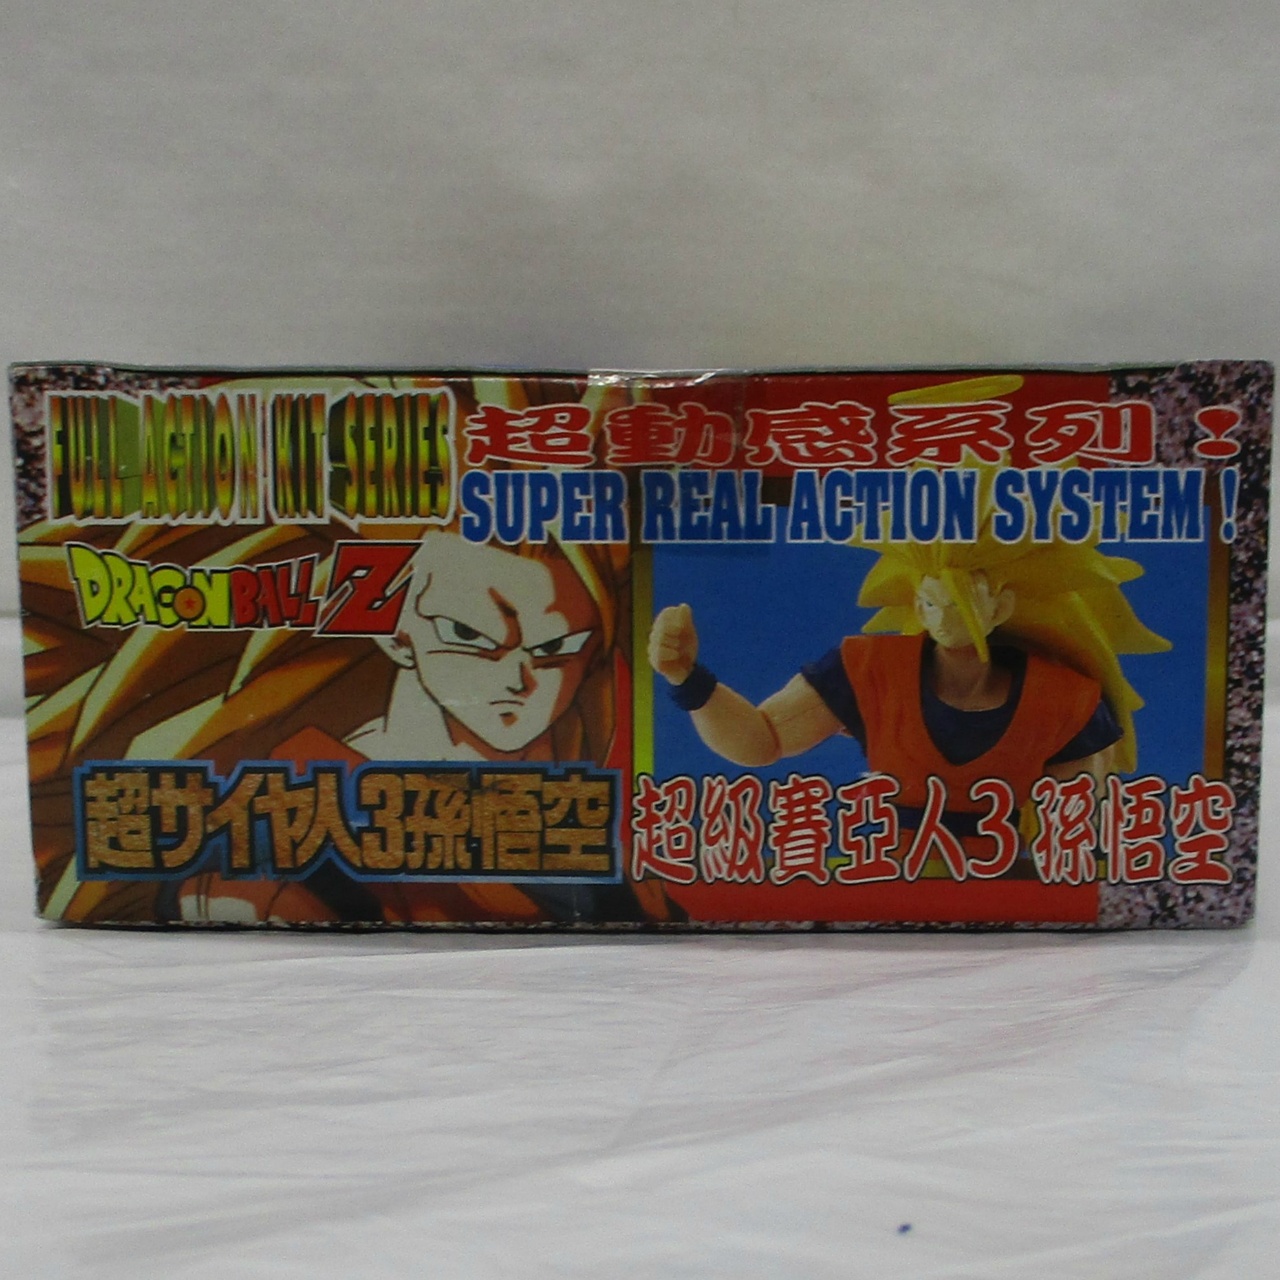 FULL ACTION KIT SERIES
超動感系列：
SUPER REAL ACTION SYSTEM！
DRAGON BALL Z
超サイヤ人3孫悟空
超級賽亞人3 孫悟空